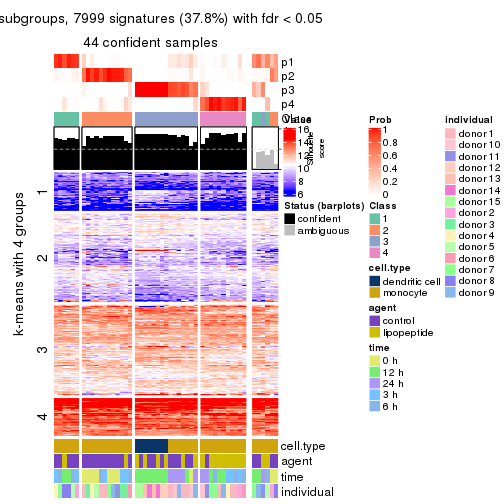 subgroups, 7999 signatures (37.8%) with fdr < 0.05
44 confident samples
p1
p2
p3
p4
Class
Value
16
14
12
10
8
6
Silhouette
score
Status (barplots)
confident
ambiguous
Prob
1
0.8
0.6
0.4
0.2
0
Class
1
2
3
4
cell.type
dendritic cell
monocyte
agent
control
lipopeptide
time
0 h
12 h
24 h
3 h
6 h
individual
donor 1
donor 10
donor 11
donor 12
donor 13
donor 14
donor 15
donor 2
donor 3
donor 4
donor 5
donor 6
donor 7
donor 8
donor 9
k-means with 4 groups
1
2
3
4
cell.type
agent
time
individual